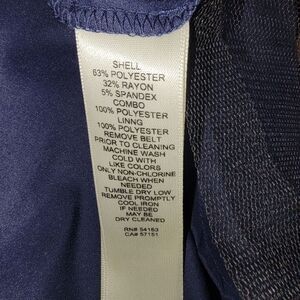 SHELL
63% POLYESTER
32% RAYON
5% SPANDEX
COMBO
100% POLYESTER
LINNG
100% POLYESTER
REMOVE BELT
PRIOR TO CLEANING
MACHINE WASH
COLD WITH
LIKE COLORS
ONLY NON-CHLORINE
BLEACH WHEN
NEEDED
TUMBLE DRY LOW
REMOVE PROMPTLY
COOL IRON
IF NEEDED
MAY BE
DRY CLEANED
RN# 54163
CA# 57151